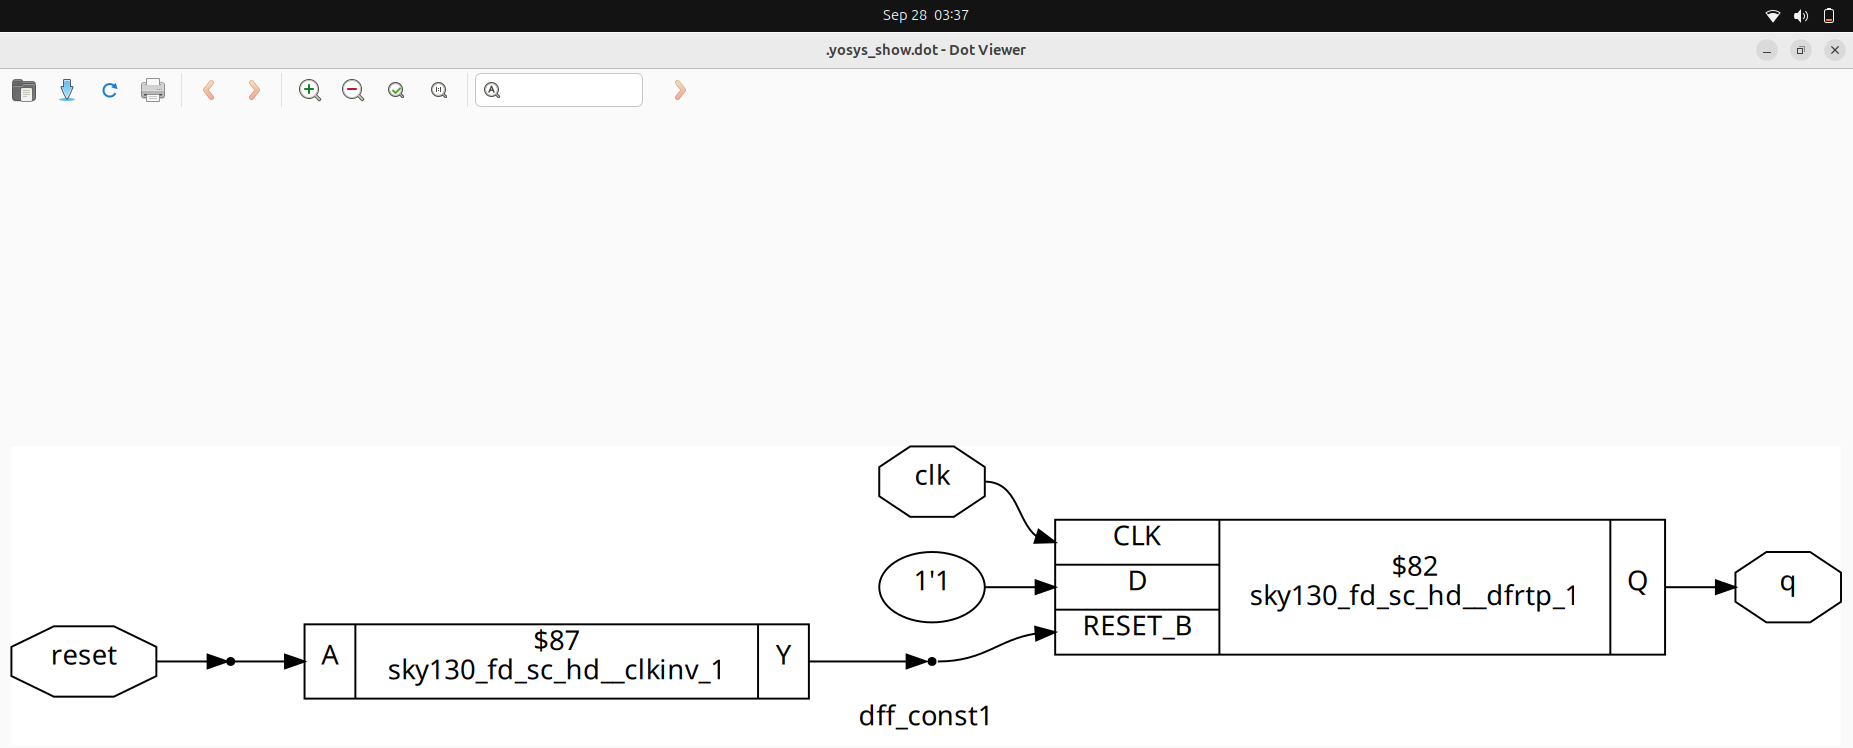 Sep 28 03:37
.yosys_show.dot - Dot Viewer
clk
CLK
1'1
D
$82
sky130_fd_sc_hd__dfrtp_1
Q
q
RESET_B
reset
A
$87
sky130_fd_sc_hd__clkinv_1
Y
dff_const1